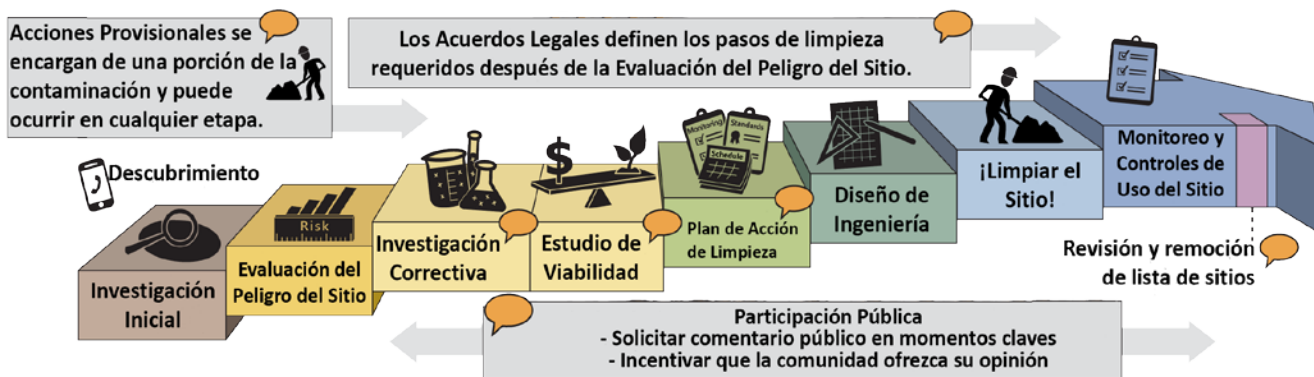 Acciones Provisionales se
encargan de una porción de la
contaminación y puede
ocurrir en cualquier etapa.
Los Acuerdos Legales definen los pasos de limpieza
requeridos después de la Evaluación del Peligro del Sitio.
Descubrimiento
Investigación
Inicial
Risk
Evaluación del
Peligro del Sitio
Investigación
Correctiva
$
Estudio de
Viabilidad
Monitoring
Standards
Schedule
Plan de Acción
de Limpieza
Diseño de
Ingeniería
¡Limpiar el
Sitio!
Monitoreo y
Controles de
Uso del Sitio
Revisión y remoción
de lista de sitios
Participación Pública
- Solicitar comentario público en momentos claves
- Incentivar que la comunidad ofrezca su opinión